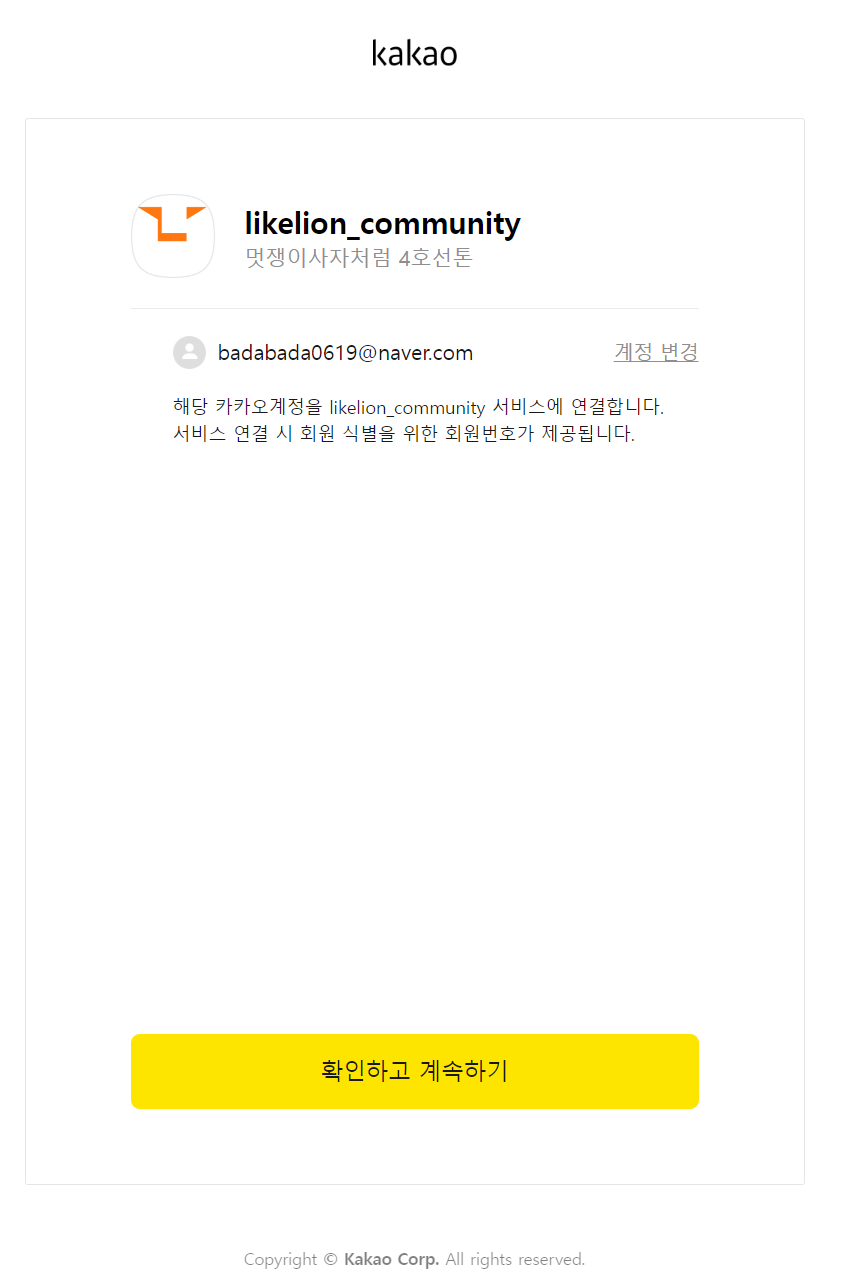 kakao
likelion_community
멋쟁이사자처럼 4호선톤
badabada0619@naver.com 계정 변경
해당 카카오계정을 likelion_community 서비스에 연결합니다.
서비스 연결 시 회원 식별을 위한 회원번호가 제공됩니다.
확인하고 계속하기
Copyright © Kakao Corp. All rights reserved.